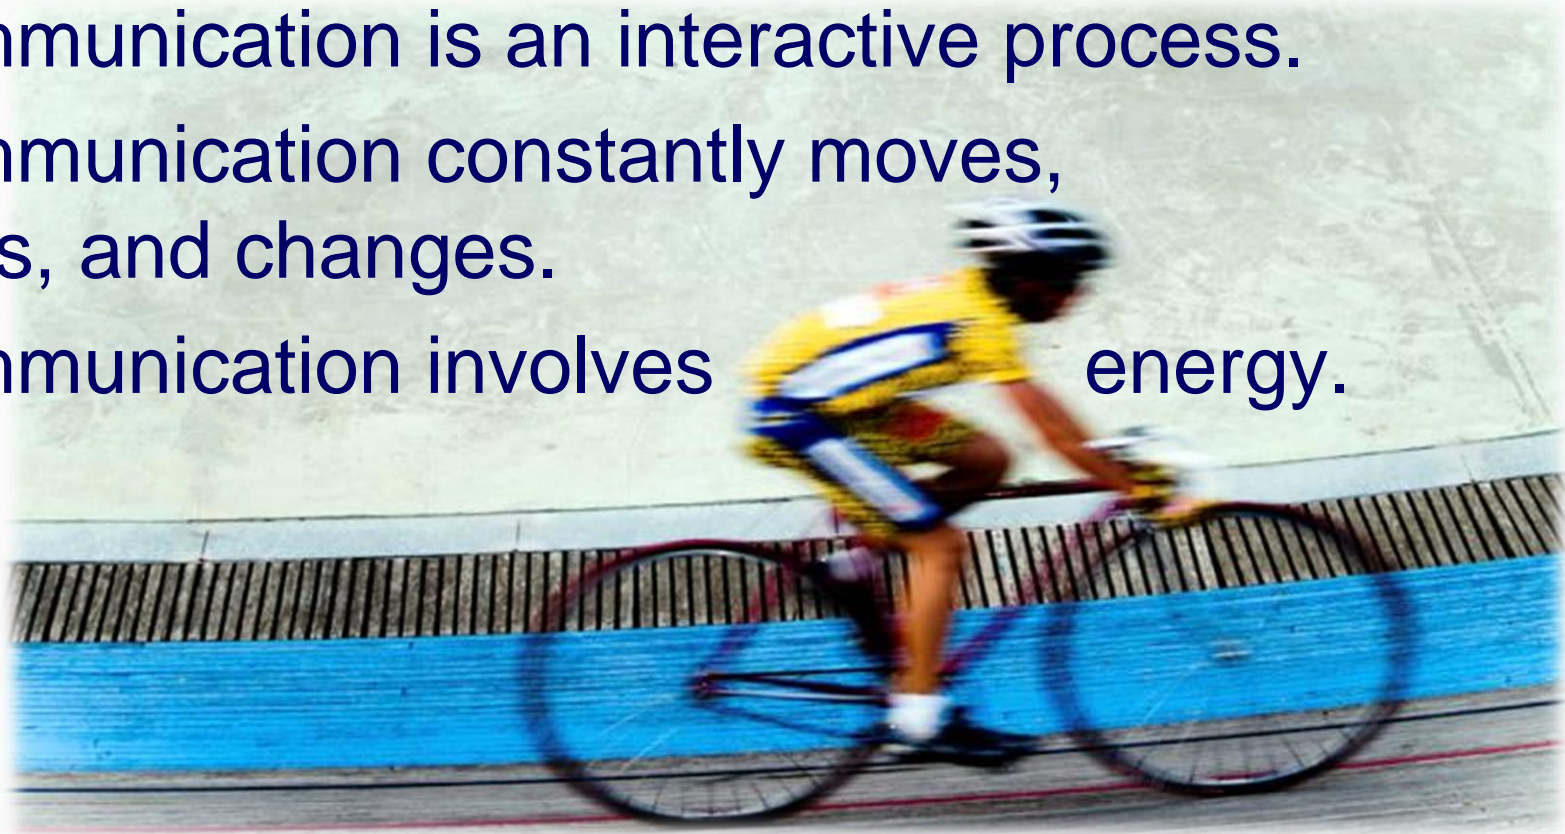 mmunication is an interactive process.
mmunication constantly moves,
s, and changes.
mmunication involves energy.